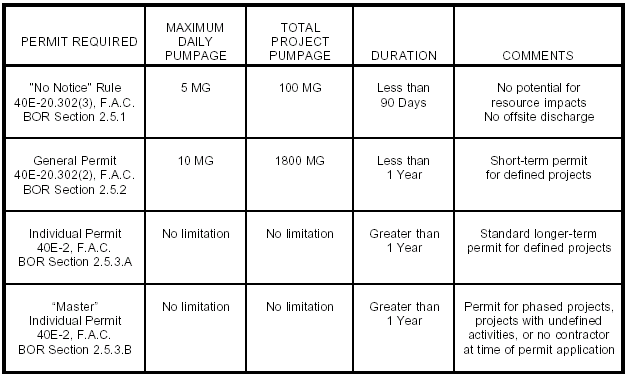 PERMIT REQUIRED
MAXIMUM
DAILY
PUMPAGE
TOTAL
PROJECT
PUMPAGE
DURATION
COMMENTS
"No Notice" Rule
40E-20.302(3), F.A.C.
BOR Section 2.5.1
5 MG
100 MG
Less than
90 Days
No potential for
resource impacts
No offsite discharge
General Permit
40E-20.302(2), F.A.C.
BOR Section 2.5.2
10 MG
1800 MG
Less than
1 Year
Short-term permit
for defined projects
Individual Permit
40E-2, F.A.C.
BOR Section 2.5.3.A
No limitation
No limitation
Greater than
1 Year
Standard longer-term
permit for defined projects
“Master”
Individual Permit
40E-2, F.A.C.
BOR Section 2.5.3.B
No limitation
No limitation
Greater than
1 Year
Permit for phased projects,
projects with undefined
activities, or no contractor
at time of permit application